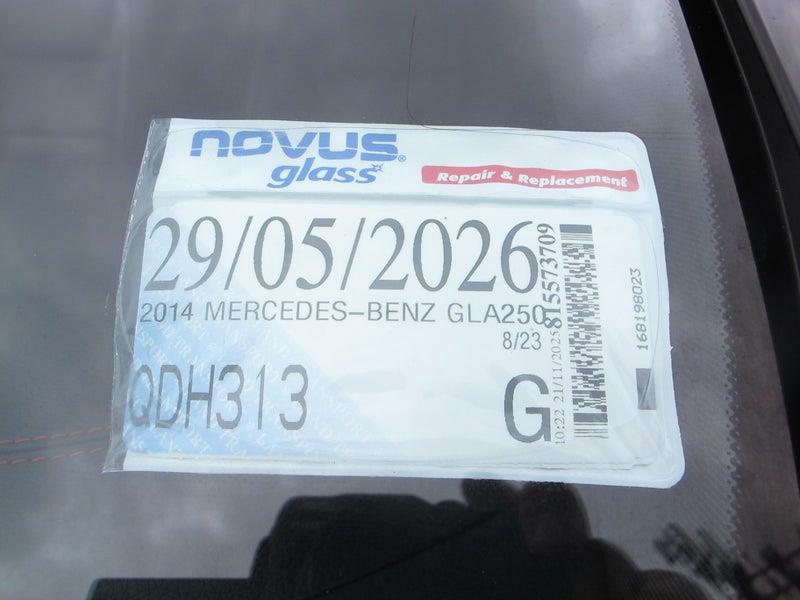 novus®
glass
Repair & Replacement
29/05/2026
2014 MERCEDES-BENZ GLA250
8/23
QDH313
G
815573709
10:22 21/11/2025
168198023